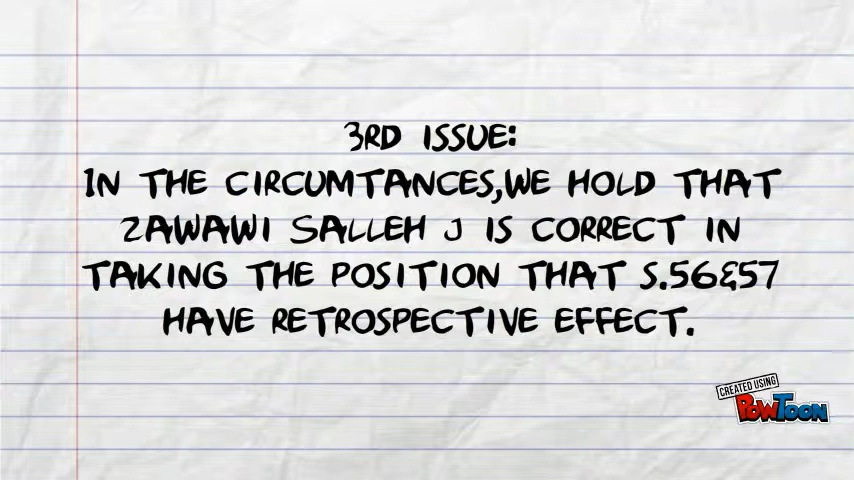 3RD ISSUE:
IN THE CIRCUMTANCES,WE HOLD THAT
ZAWAWI SALLEH J IS CORRECT IN
TAKING THE POSITION THAT S.56&57
HAVE RETROSPECTIVE EFFECT.
CREATED USING
POWTOON